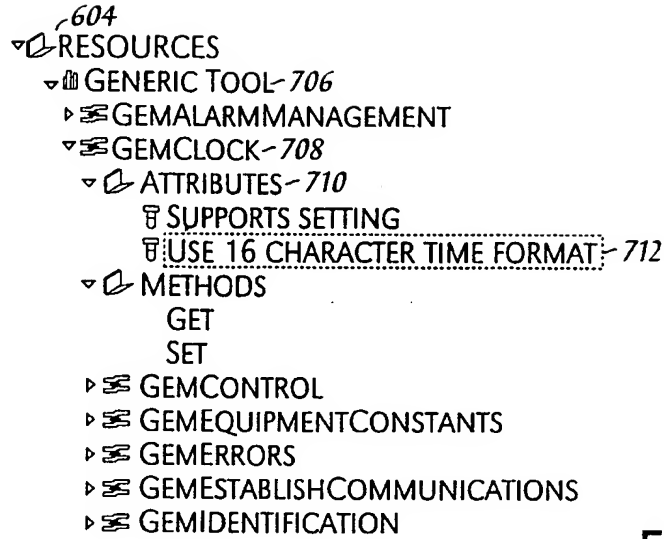 604
RESOURCES
GENERIC TOOL 706
GEMALARMMANAGEMENT
GEMCLOCK 708
ATTRIBUTES 710
SUPPORTS SETTING
USE 16 CHARACTER TIME FORMAT 712
METHODS
GET
SET
GEMCONTROL
GEMEQUIPMENTCONSTANTS
GEMERRORS
GEMESTABLISHCOMMUNICATIONS
GEMIDENTIFICATION